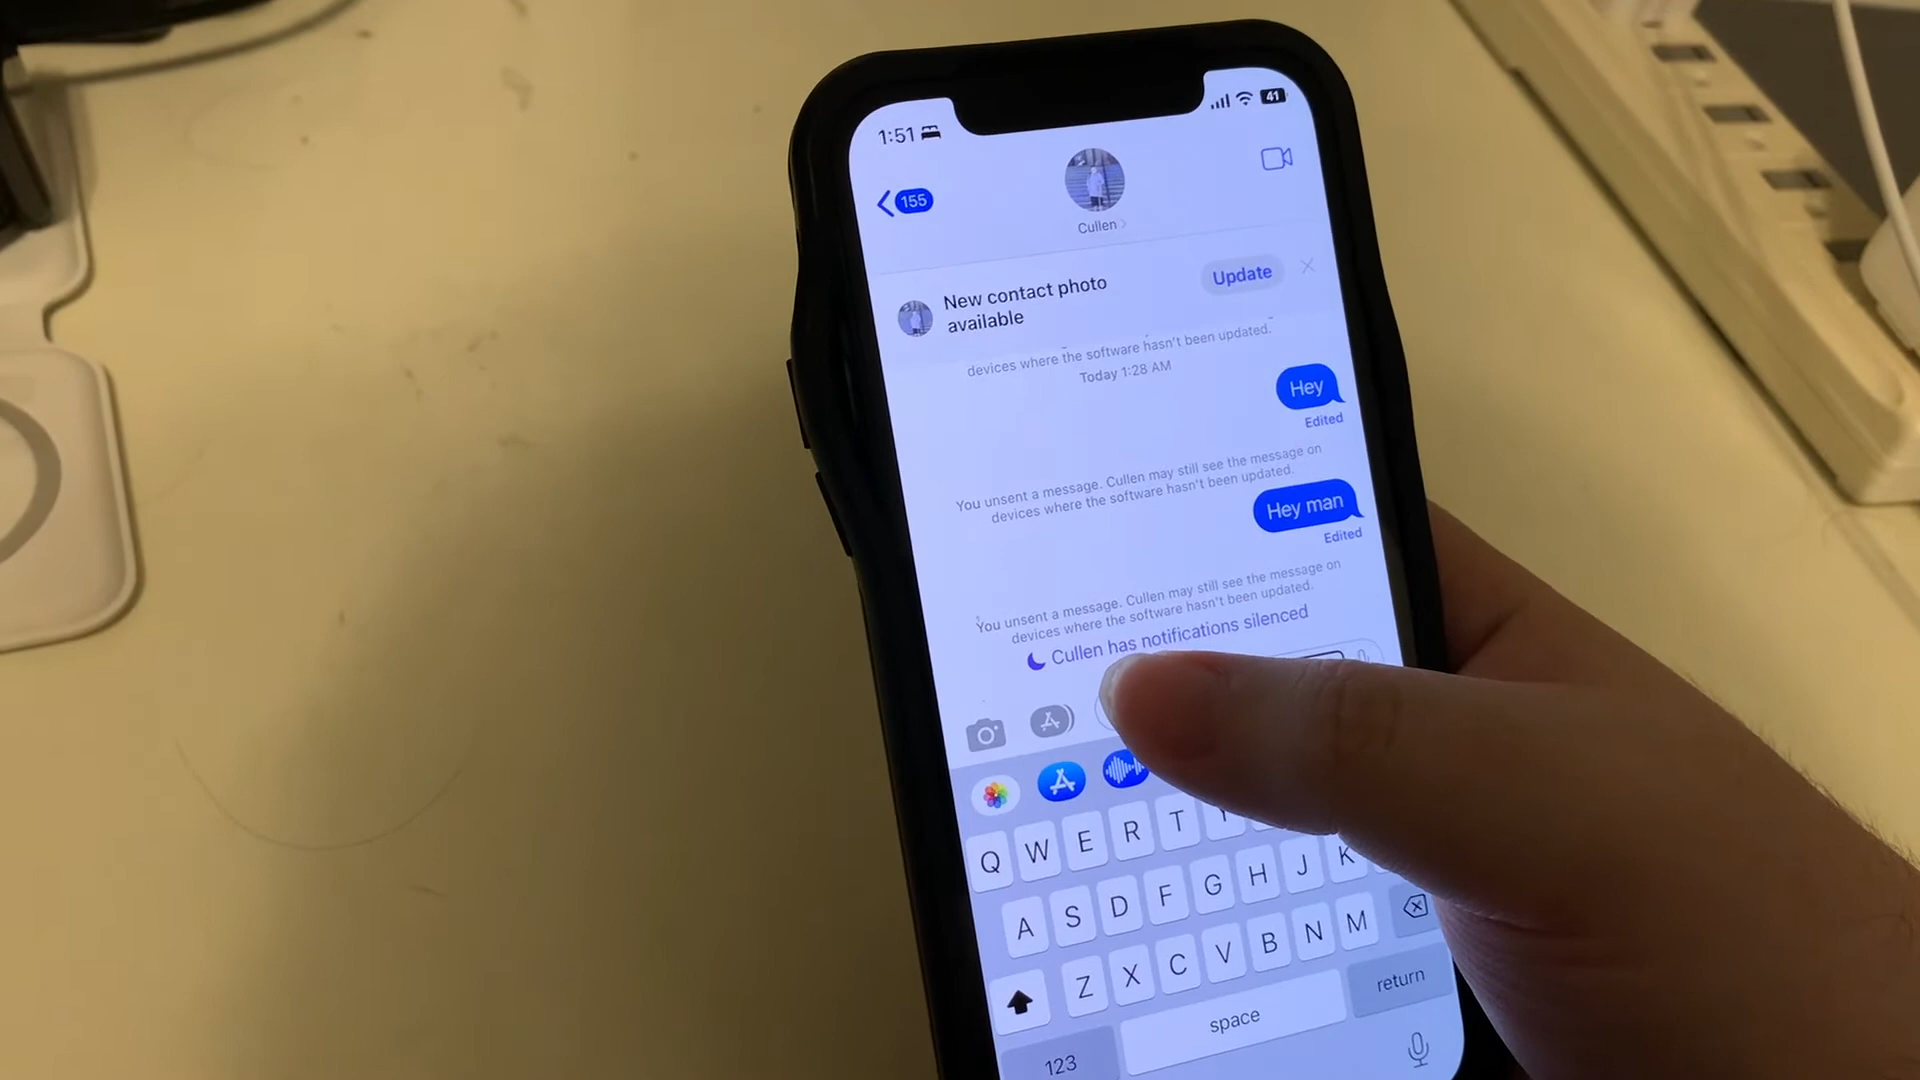 1:51
41
155
Cullen
New contact photo
available
Update
devices where the software hasn't been updated.
Today 1:28 AM
Hey
Edited
You unsent a message. Cullen may still see the message on
devices where the software hasn't been updated.
Hey man
Edited
You unsent a message. Cullen may still see the message on
devices where the software hasn't been updated.
Cullen has notifications silenced
Q W E R T Y
A S D F G H J K
Z X C V B N M
123
space
return